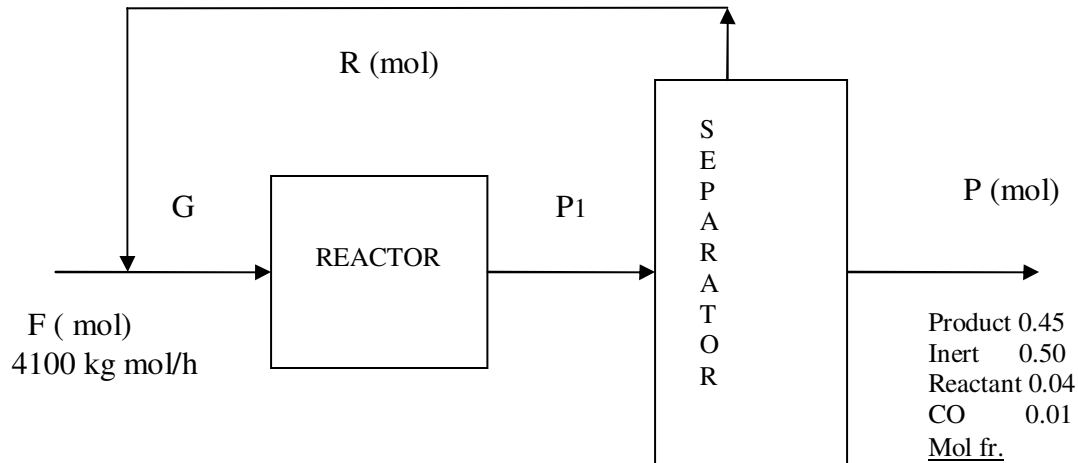 R (mol)
S
E
P
A
R
A
T
O
R
G
P1
P (mol)
REACTOR
F ( mol)
4100 kg mol/h
Product 0.45
Inert 0.50
Reactant 0.04
CO 0.01
Mol fr.